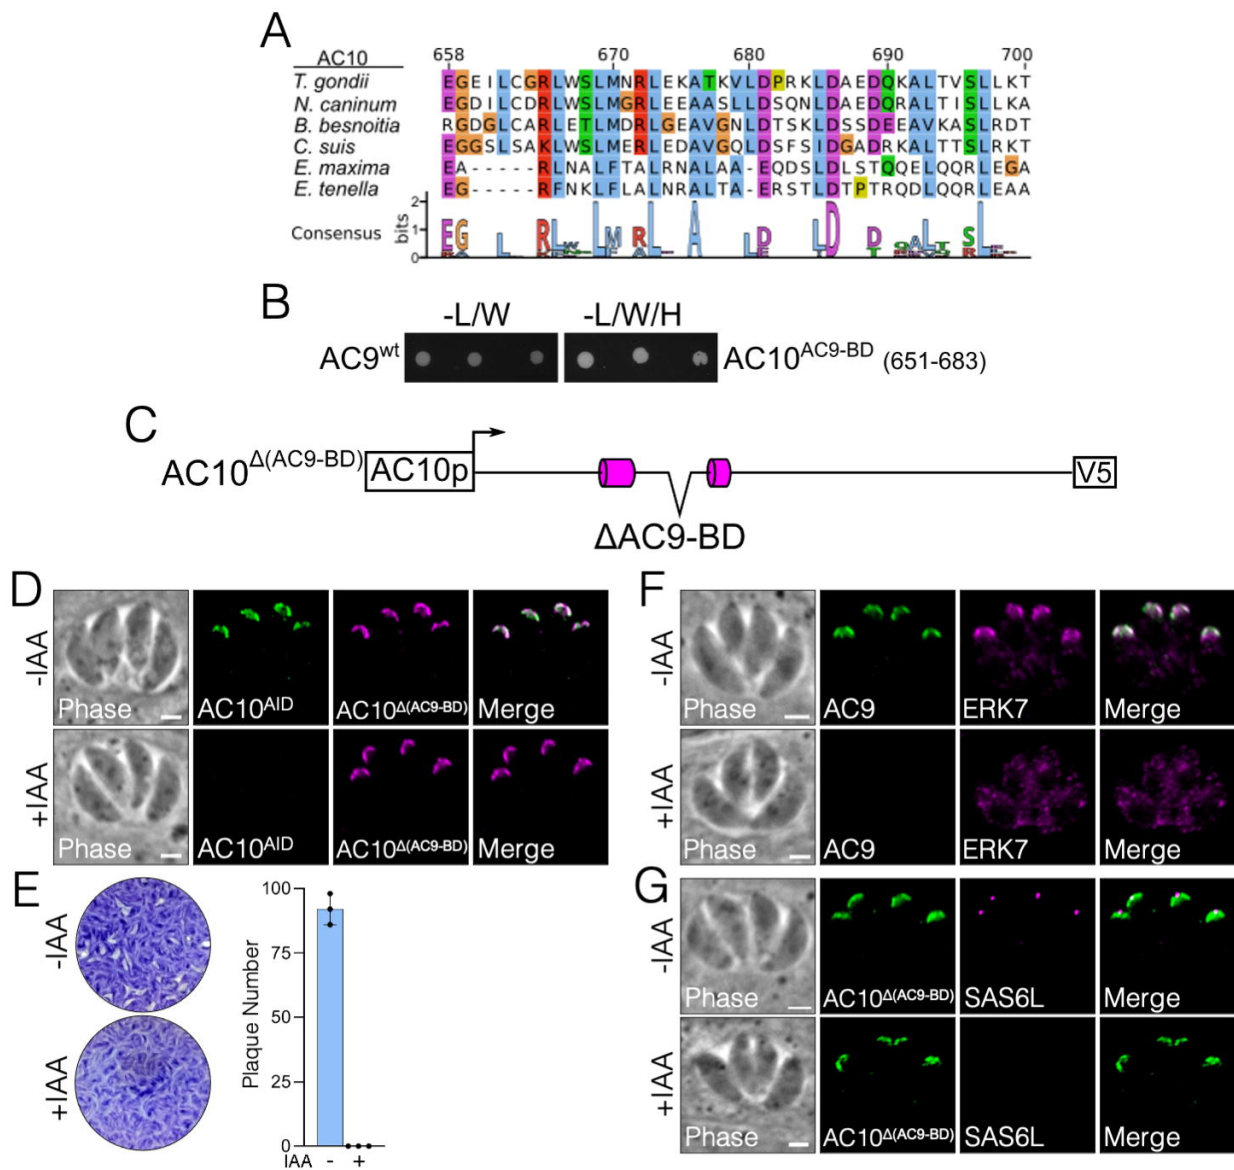 A
AC10
658 670 680 690 700
T. gondii EGEILCGRLWSLMNRLEKATKVLDPRKLDAEDQKALTVSLLKT
N. caninum EGDILCDRLWSLMGRLEEAASLLDSQNLDAEDQRALTISLLKA
B. besnoitia RGDGLCARLETLMDRLGEAVGNLDTSKLDSSDEEAVKASLRDT
C. suis EGGSLSAKLWSLMERLEDAVGQLDSFSIDGADRKALTTSLRKT
E. maxima EA-----RLNALFTALRNALAA-EQDSLDLSTQQELQQRLEGA
E. tenella EG-----RFNKLFLALNRALTA-ERSTLDTPTRQDLQQRLEAA
Consensus
bits
2
1
0
B
-L/W -L/W/H
AC9wt AC10AC9-BD (651-683)
C
AC10Δ(AC9-BD) AC10p V5
ΔAC9-BD
D
-IAA
Phase AC10AID AC10Δ(AC9-BD) Merge
+IAA
Phase AC10AID AC10Δ(AC9-BD) Merge
E
-IAA
+IAA
Plaque Number
100
75
50
25
0
IAA - +
F
-IAA
Phase AC9 ERK7 Merge
+IAA
Phase AC9 ERK7 Merge
G
-IAA
Phase AC10Δ(AC9-BD) SAS6L Merge
+IAA
Phase AC10Δ(AC9-BD) SAS6L Merge